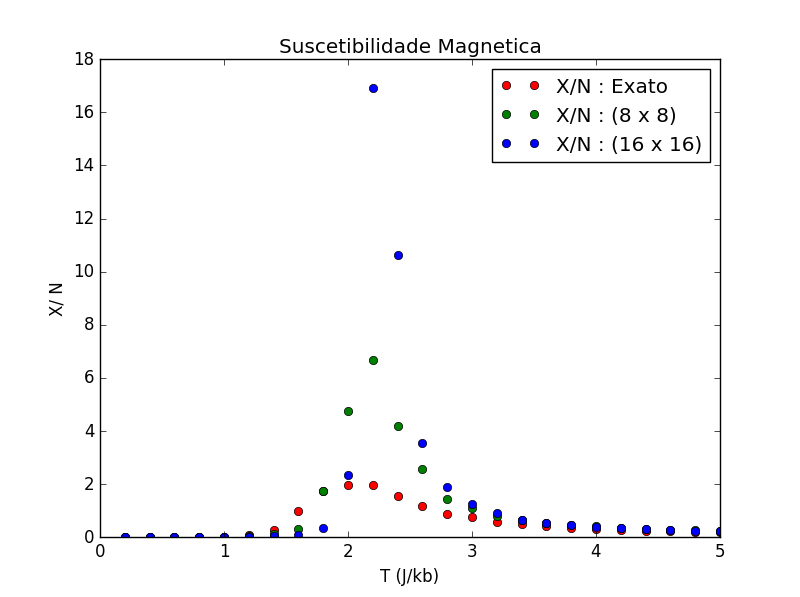 Suscetibilidade Magnetica
X/N : Exato
X/N : (8 x 8)
X/N : (16 x 16)
18
16
14
12
10
8
6
4
2
0
X/ N
0 1 2 3 4 5
T (J/kb)